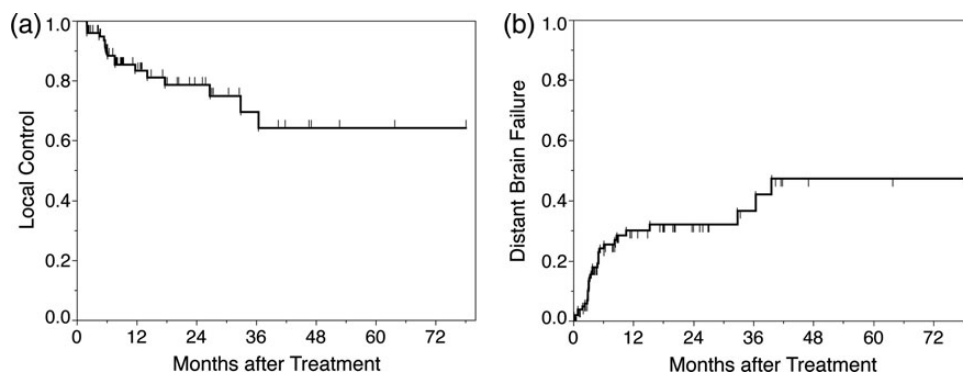 (a)
Local Control
1.0
0.8
0.6
0.4
0.2
0.0
0 12 24 36 48 60 72
Months after Treatment
(b)
Distant Brain Failure
1.0
0.8
0.6
0.4
0.2
0.0
0 12 24 36 48 60 72
Months after Treatment